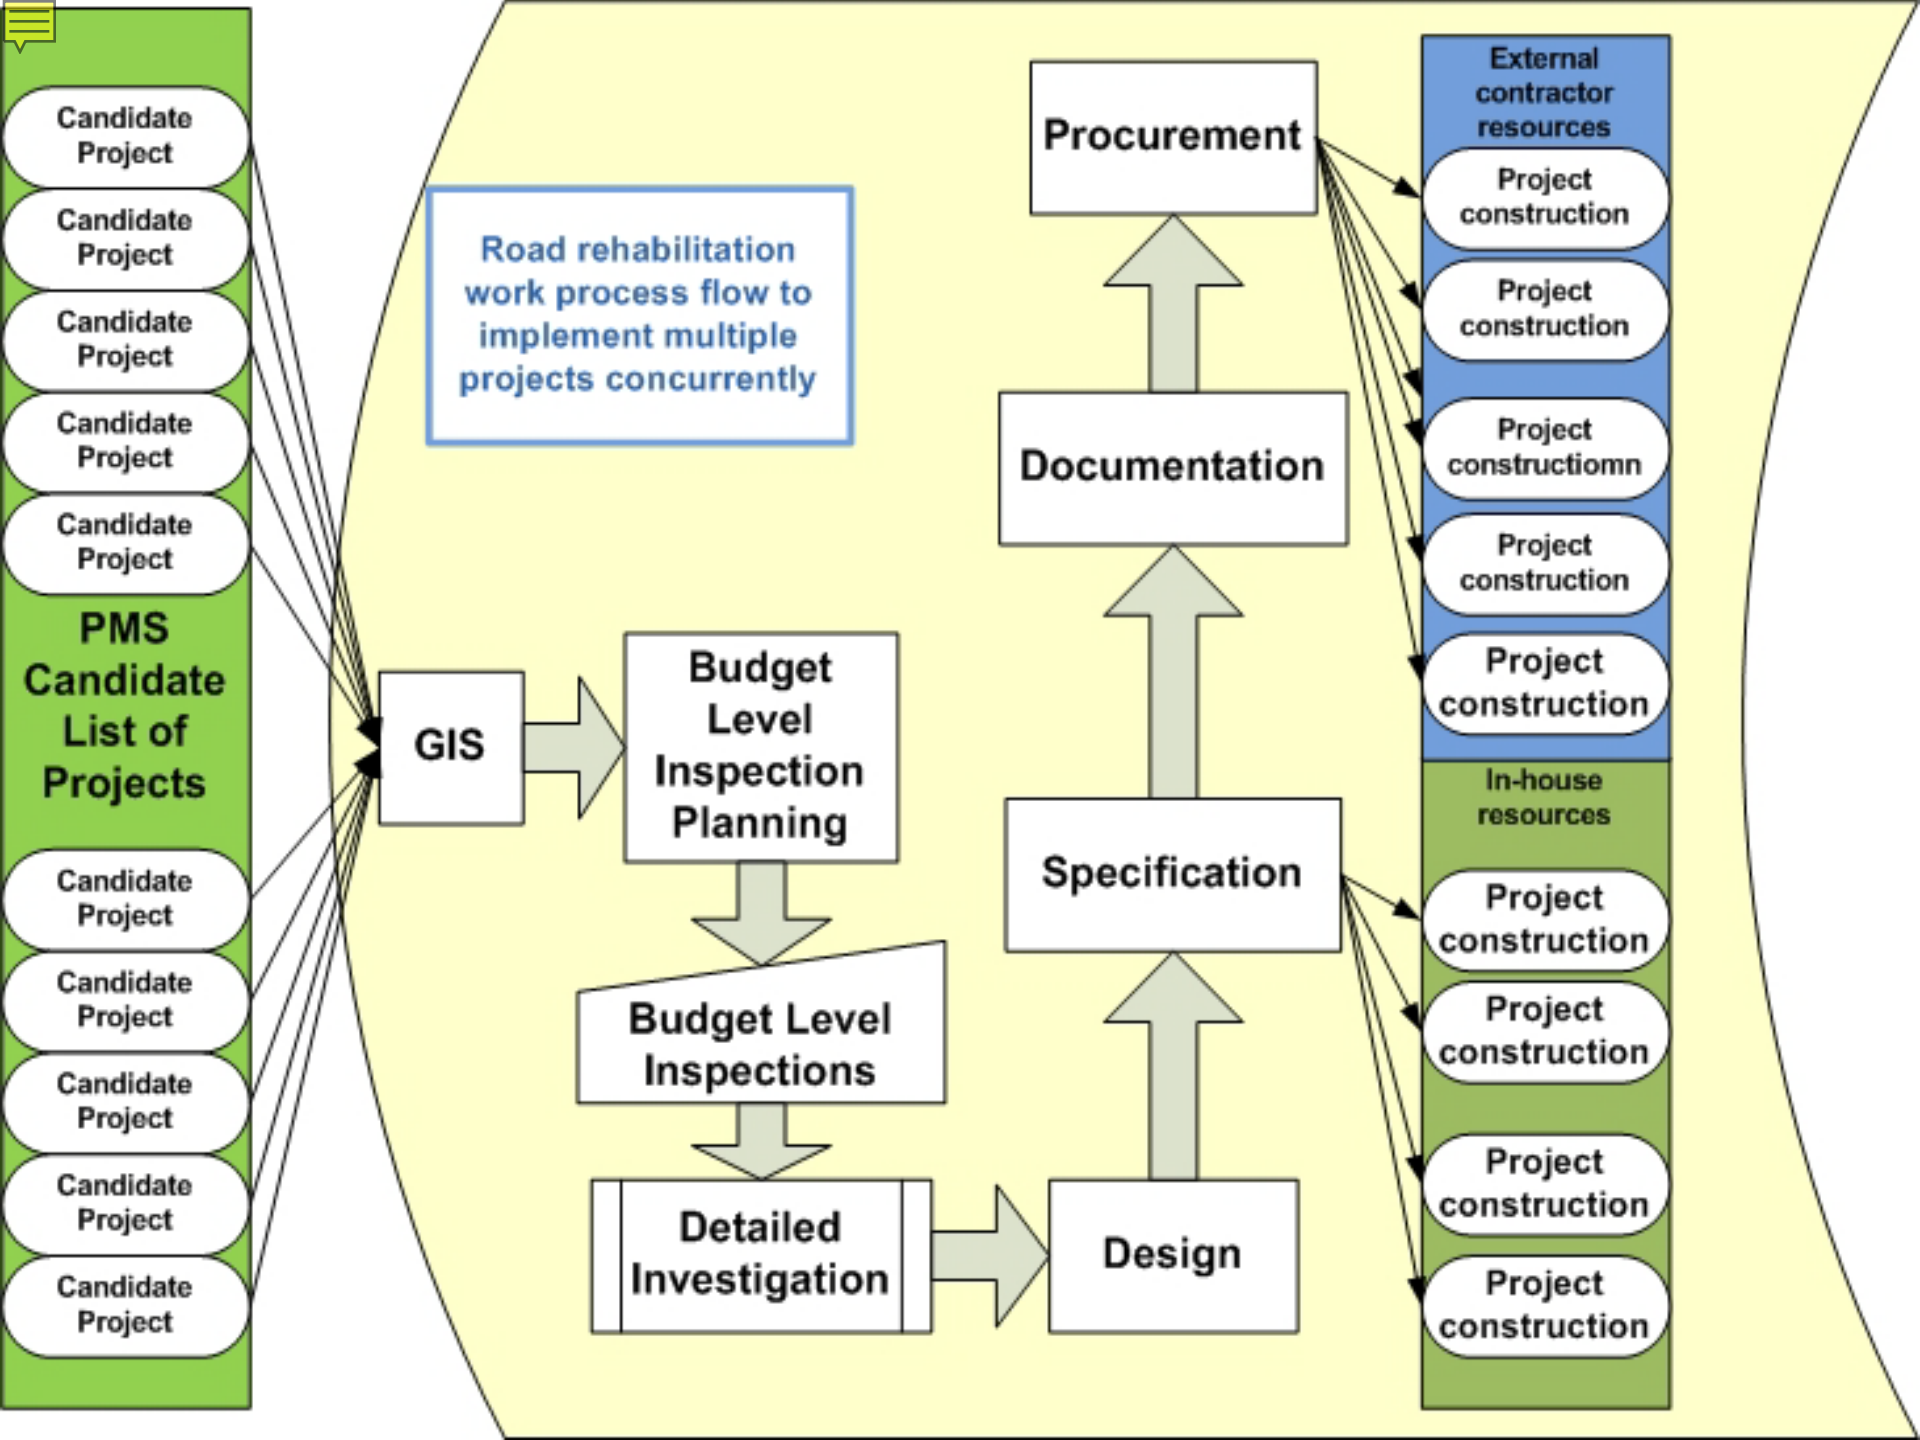 Candidate
Project
Candidate
Project
Candidate
Project
Candidate
Project
Candidate
Project
PMS
Candidate
List of
Projects
Candidate
Project
Candidate
Project
Candidate
Project
Candidate
Project
Candidate
Project
Road rehabilitation
work process flow to
implement multiple
projects concurrently
GIS
Budget
Level
Inspection
Planning
Budget Level
Inspections
Detailed
Investigation
Design
Specification
Documentation
Procurement
External
contractor
resources
Project
construction
Project
construction
Project
constructiomn
Project
construction
Project
construction
In-house
resources
Project
construction
Project
construction
Project
construction
Project
construction